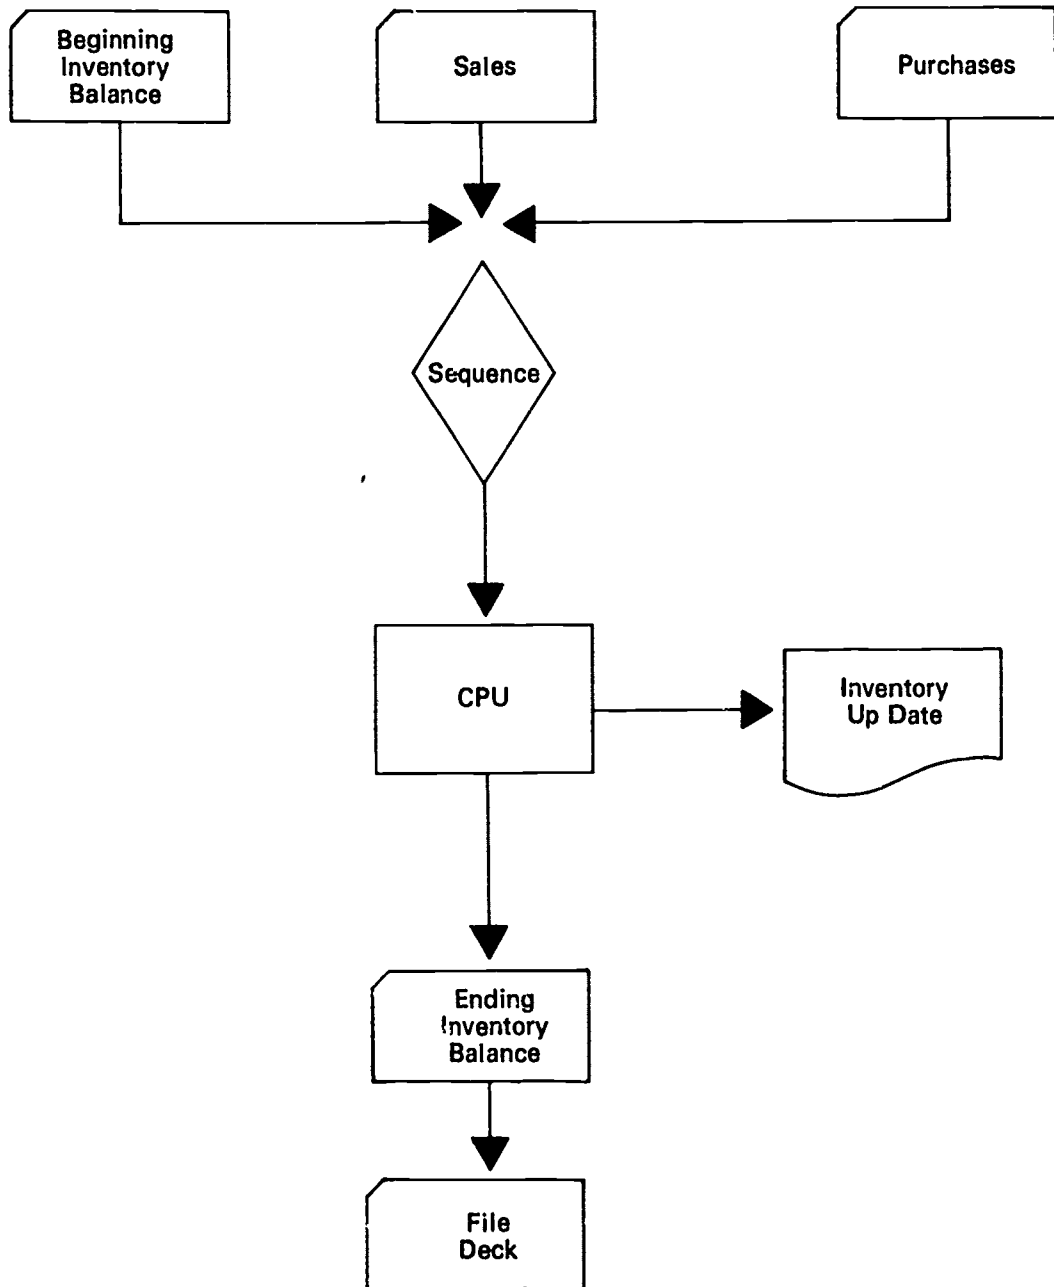 Beginning
Inventory
Balance
Sales
Purchases
Sequence
CPU
Inventory
Up Date
Ending
Inventory
Balance
File
Deck